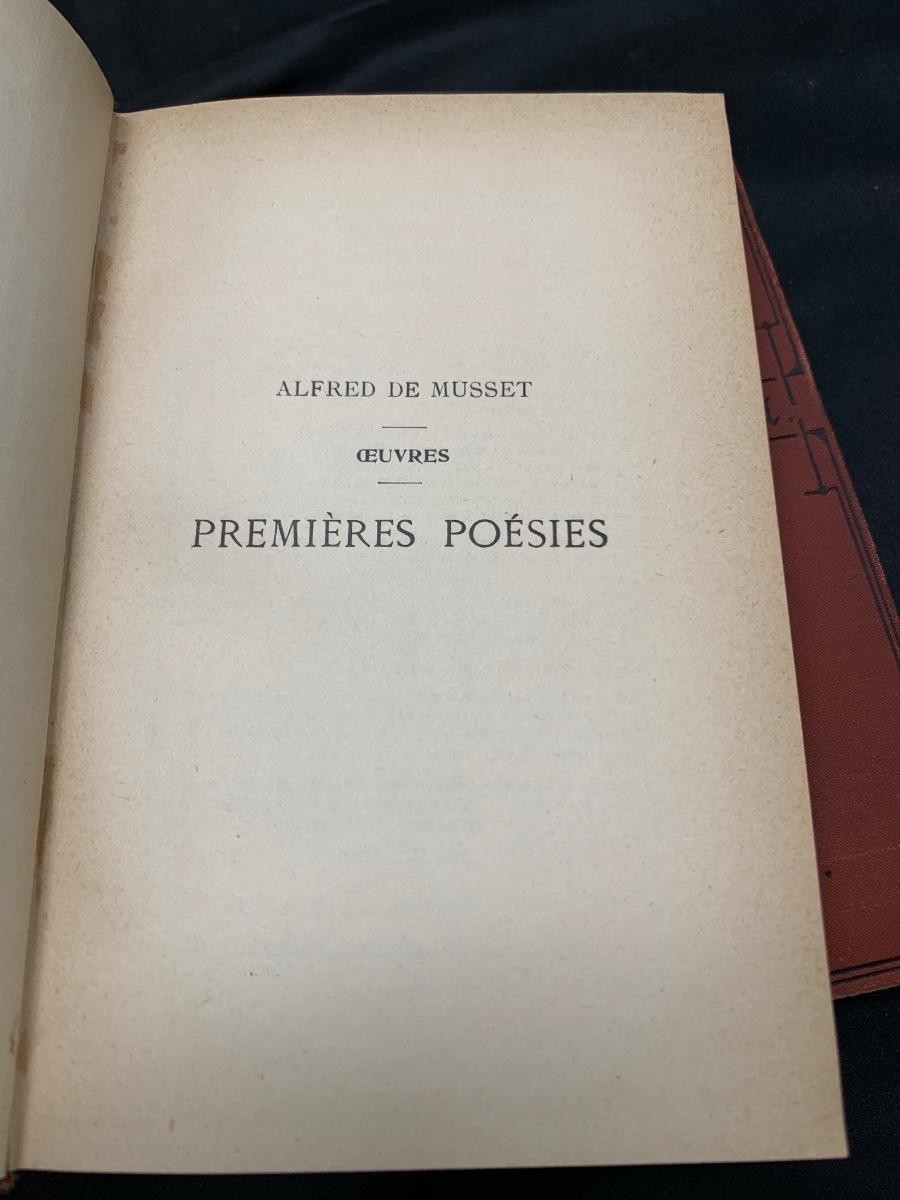 ALFRED DE MUSSET
ŒUVRES
PREMIÈRES POÉSIES